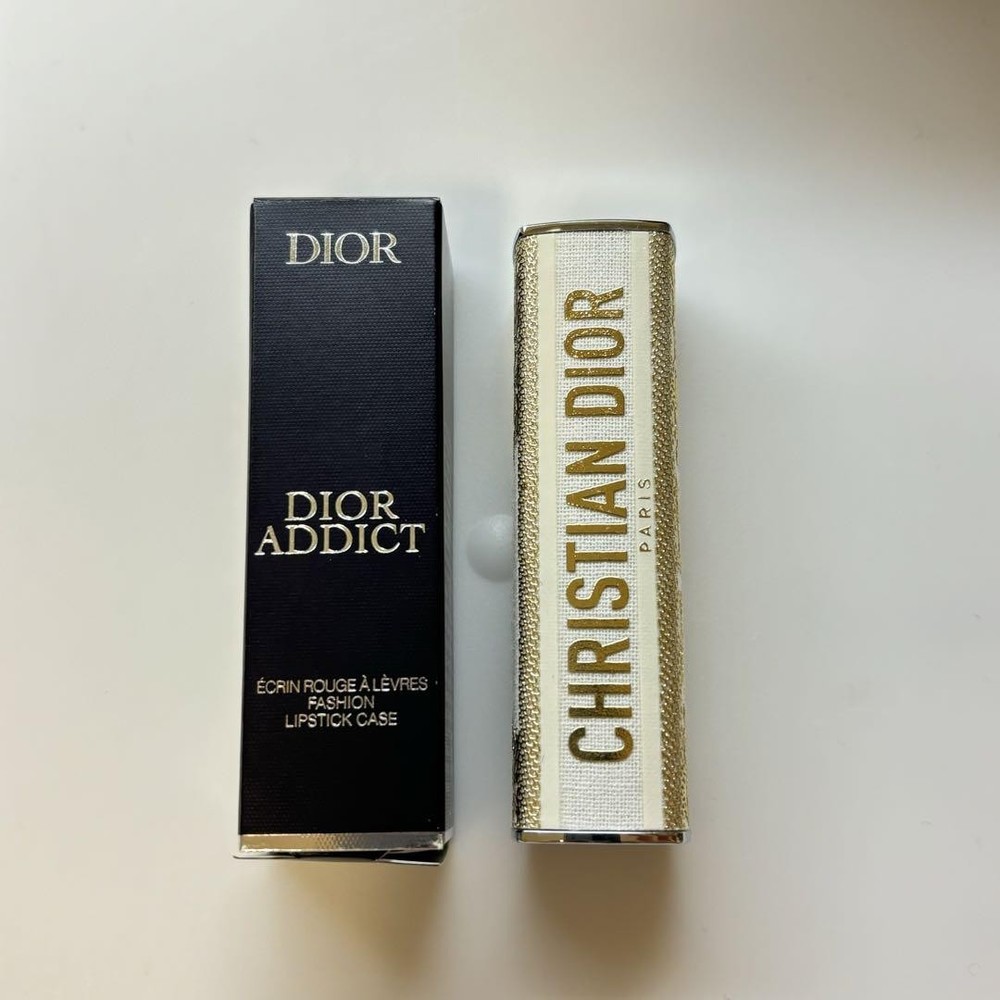 DIOR
DIOR
ADDICT
ÉCRIN ROUGE À LÈVRES
FASHION
LIPSTICK CASE
CHRISTIAN DIOR
PARIS